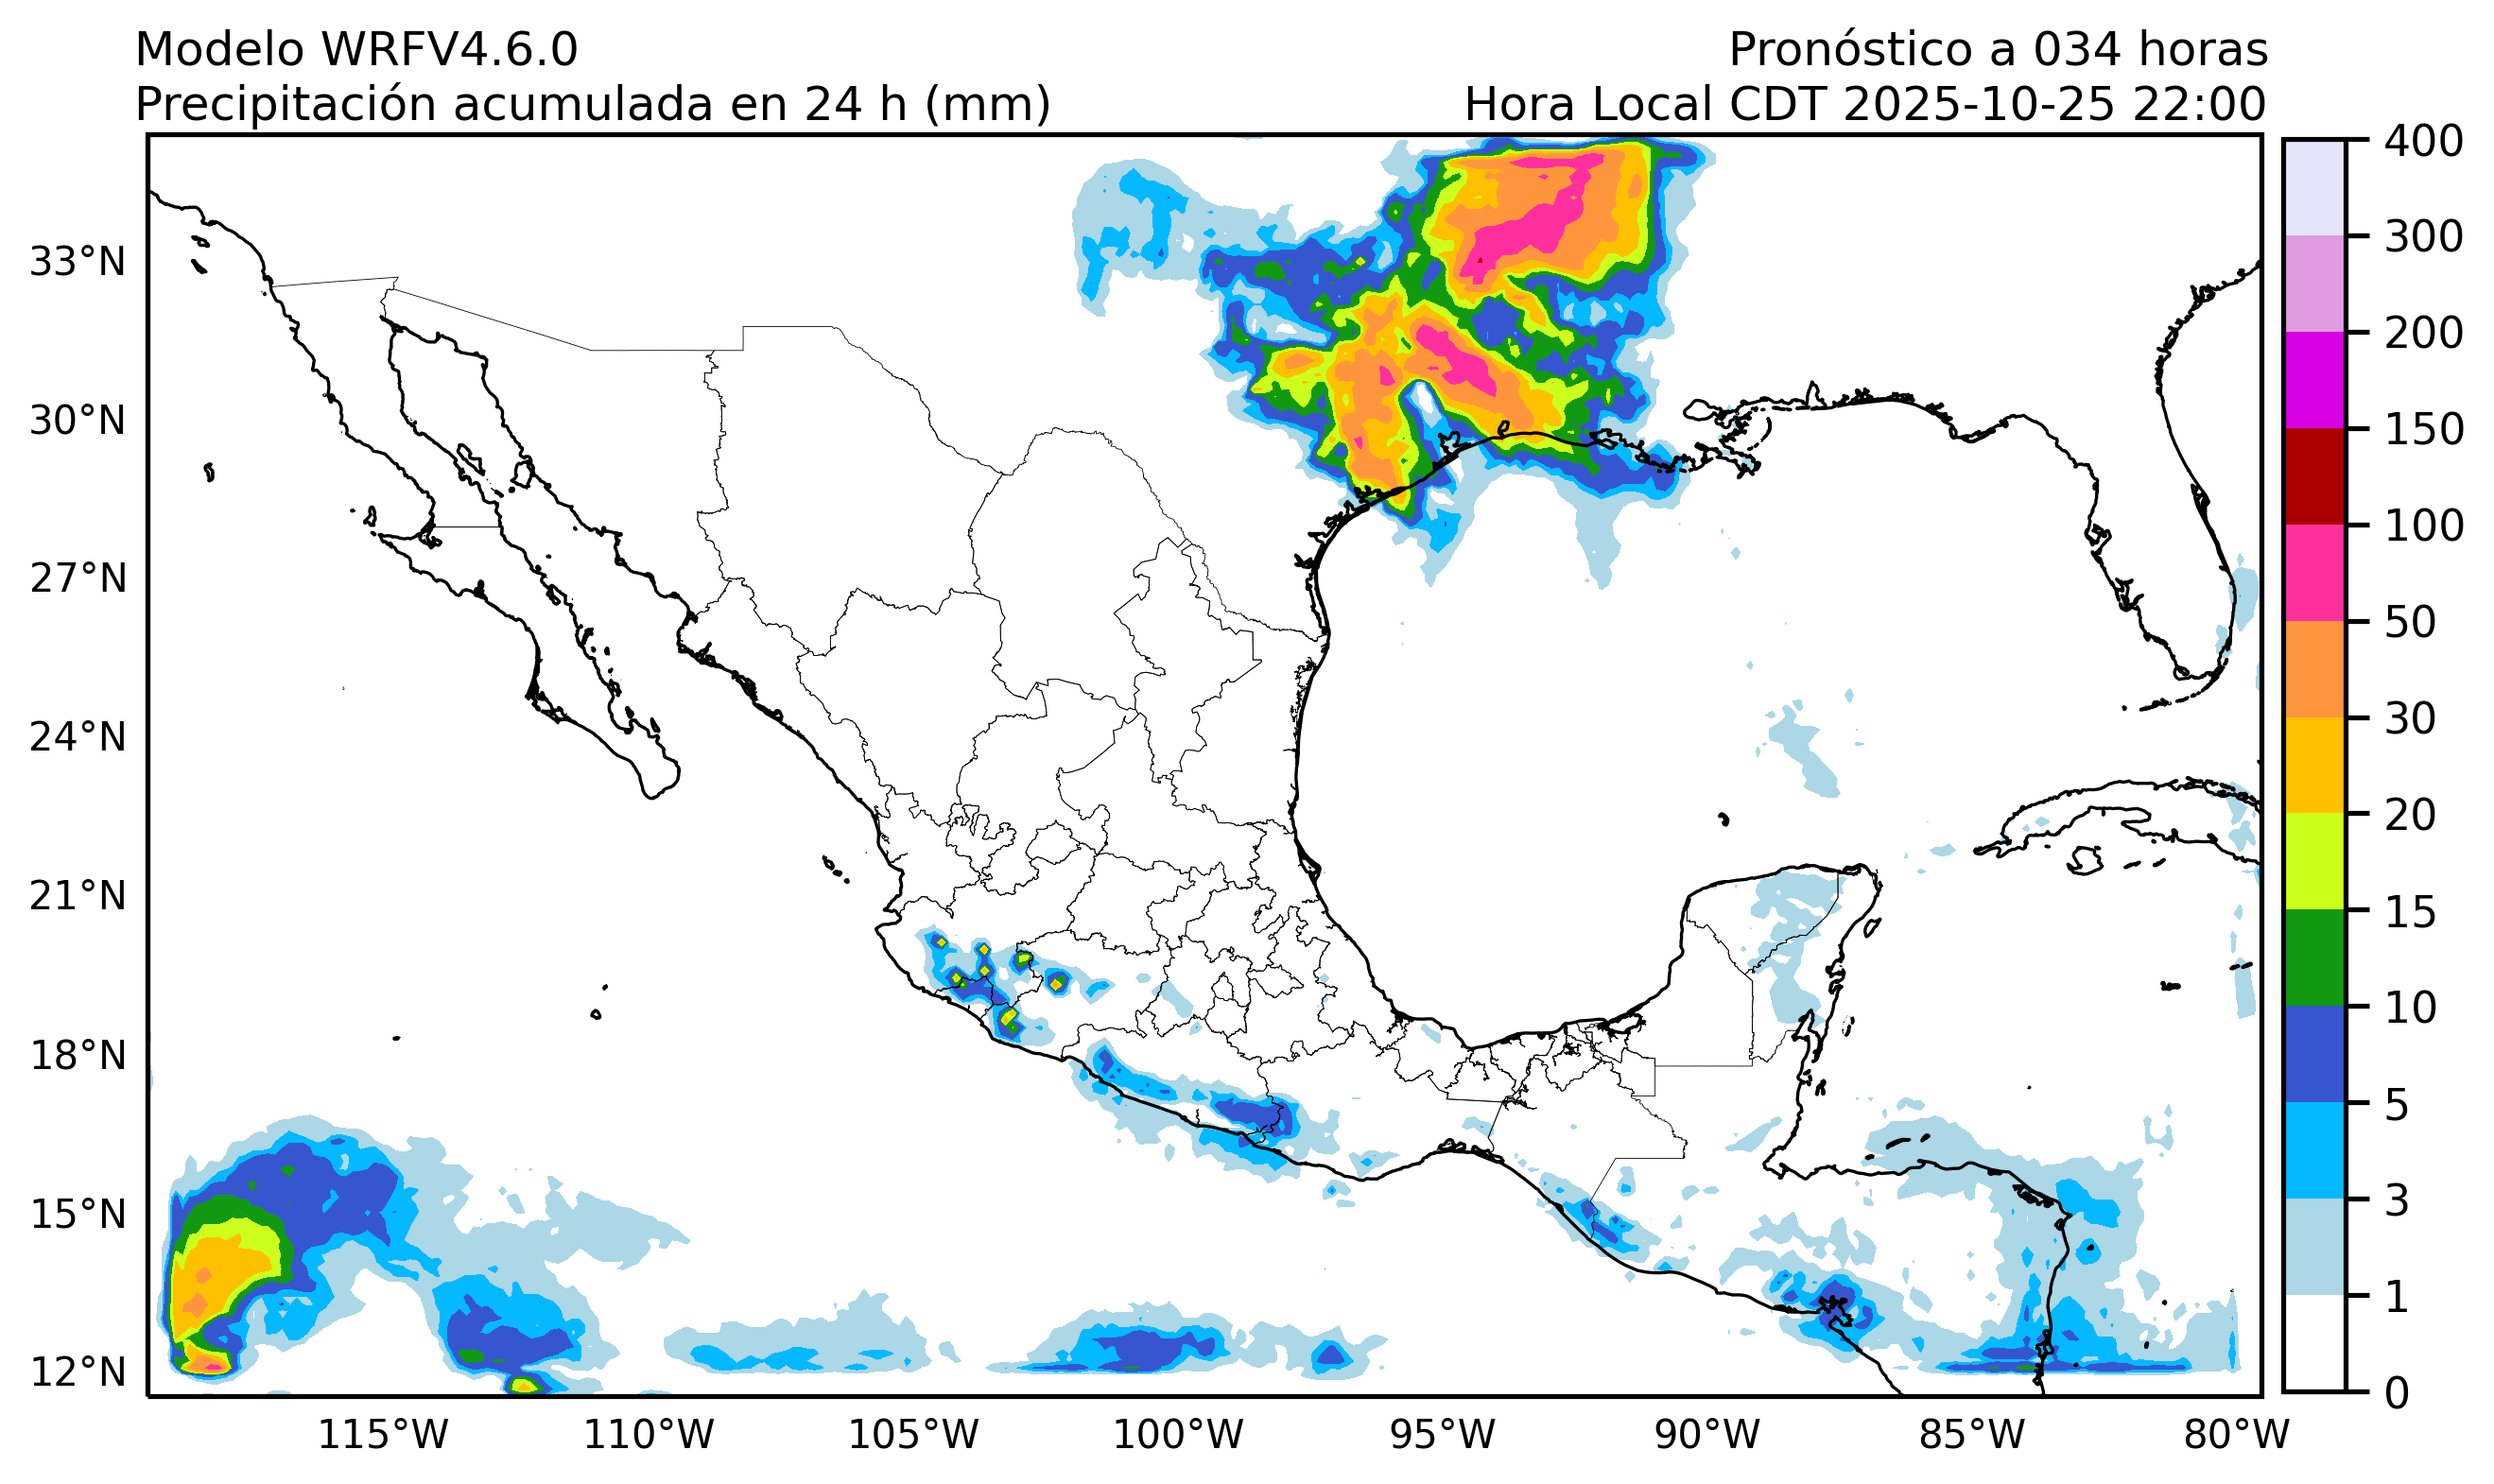 Modelo WRFV4.6.0
Pronóstico a 034 horas
Precipitación acumulada en 24 h (mm)
Hora Local CDT 2025-10-25 22:00
400
300
200
150
100
50
30
20
15
10
5
3
1
0
33°N
30°N
27°N
24°N
21°N
18°N
15°N
12°N
115°W
110°W
105°W
100°W
95°W
90°W
85°W
80°W